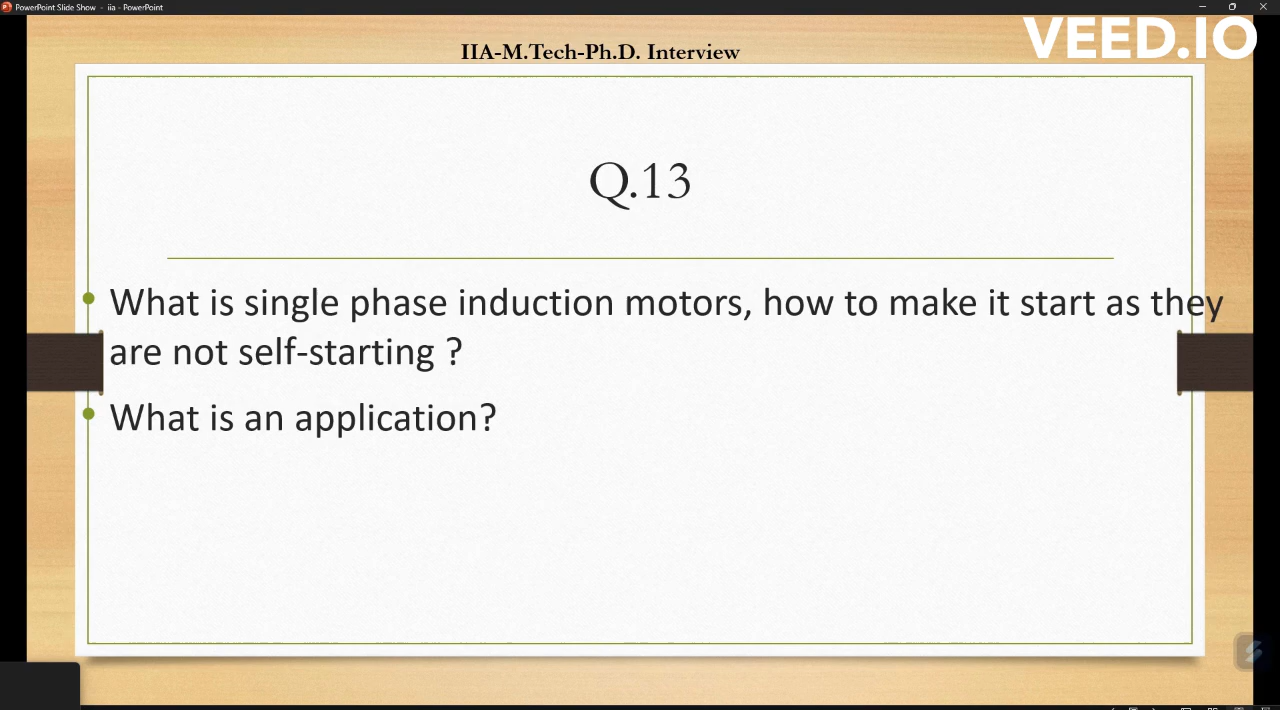 PowerPoint Slide Show - iia - PowerPoint
VEED.IO
IIA-M.Tech-Ph.D. Interview
Q.13
What is single phase induction motors, how to make it start as they
are not self-starting ?
What is an application?